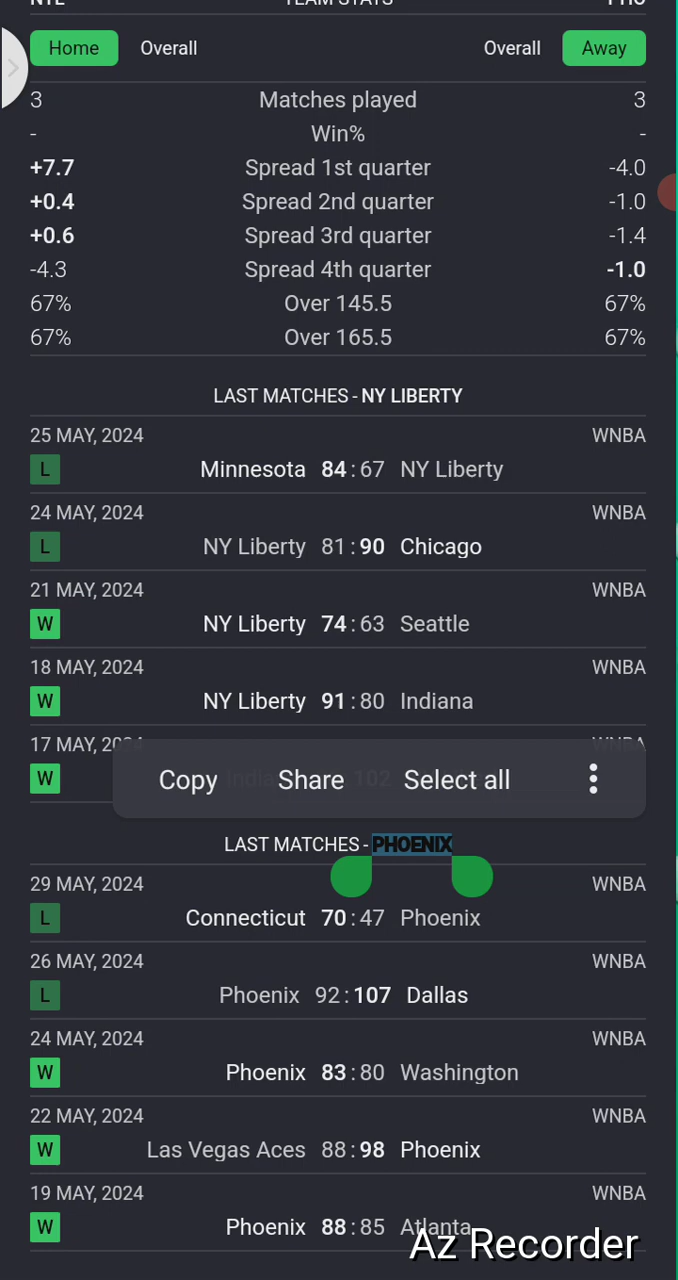 Home Overall Overall Away
3 Matches played 3
- Win% -
+7.7 Spread 1st quarter -4.0
+0.4 Spread 2nd quarter -1.0
+0.6 Spread 3rd quarter -1.4
-4.3 Spread 4th quarter -1.0
67% Over 145.5 67%
67% Over 165.5 67%
LAST MATCHES - NY LIBERTY
25 MAY, 2024 WNBA
L Minnesota 84 : 67 NY Liberty
24 MAY, 2024 WNBA
L NY Liberty 81 : 90 Chicago
21 MAY, 2024 WNBA
W NY Liberty 74 : 63 Seattle
18 MAY, 2024 WNBA
W NY Liberty 91 : 80 Indiana
17 MAY, 2024 WNBA
W 102
Copy Share Select all
LAST MATCHES - PHOENIX
29 MAY, 2024 WNBA
L Connecticut 70 : 47 Phoenix
26 MAY, 2024 WNBA
L Phoenix 92 : 107 Dallas
24 MAY, 2024 WNBA
W Phoenix 83 : 80 Washington
22 MAY, 2024 WNBA
W Las Vegas Aces 88 : 98 Phoenix
19 MAY, 2024 WNBA
W Phoenix 88 : 85 Atlanta
Az Recorder